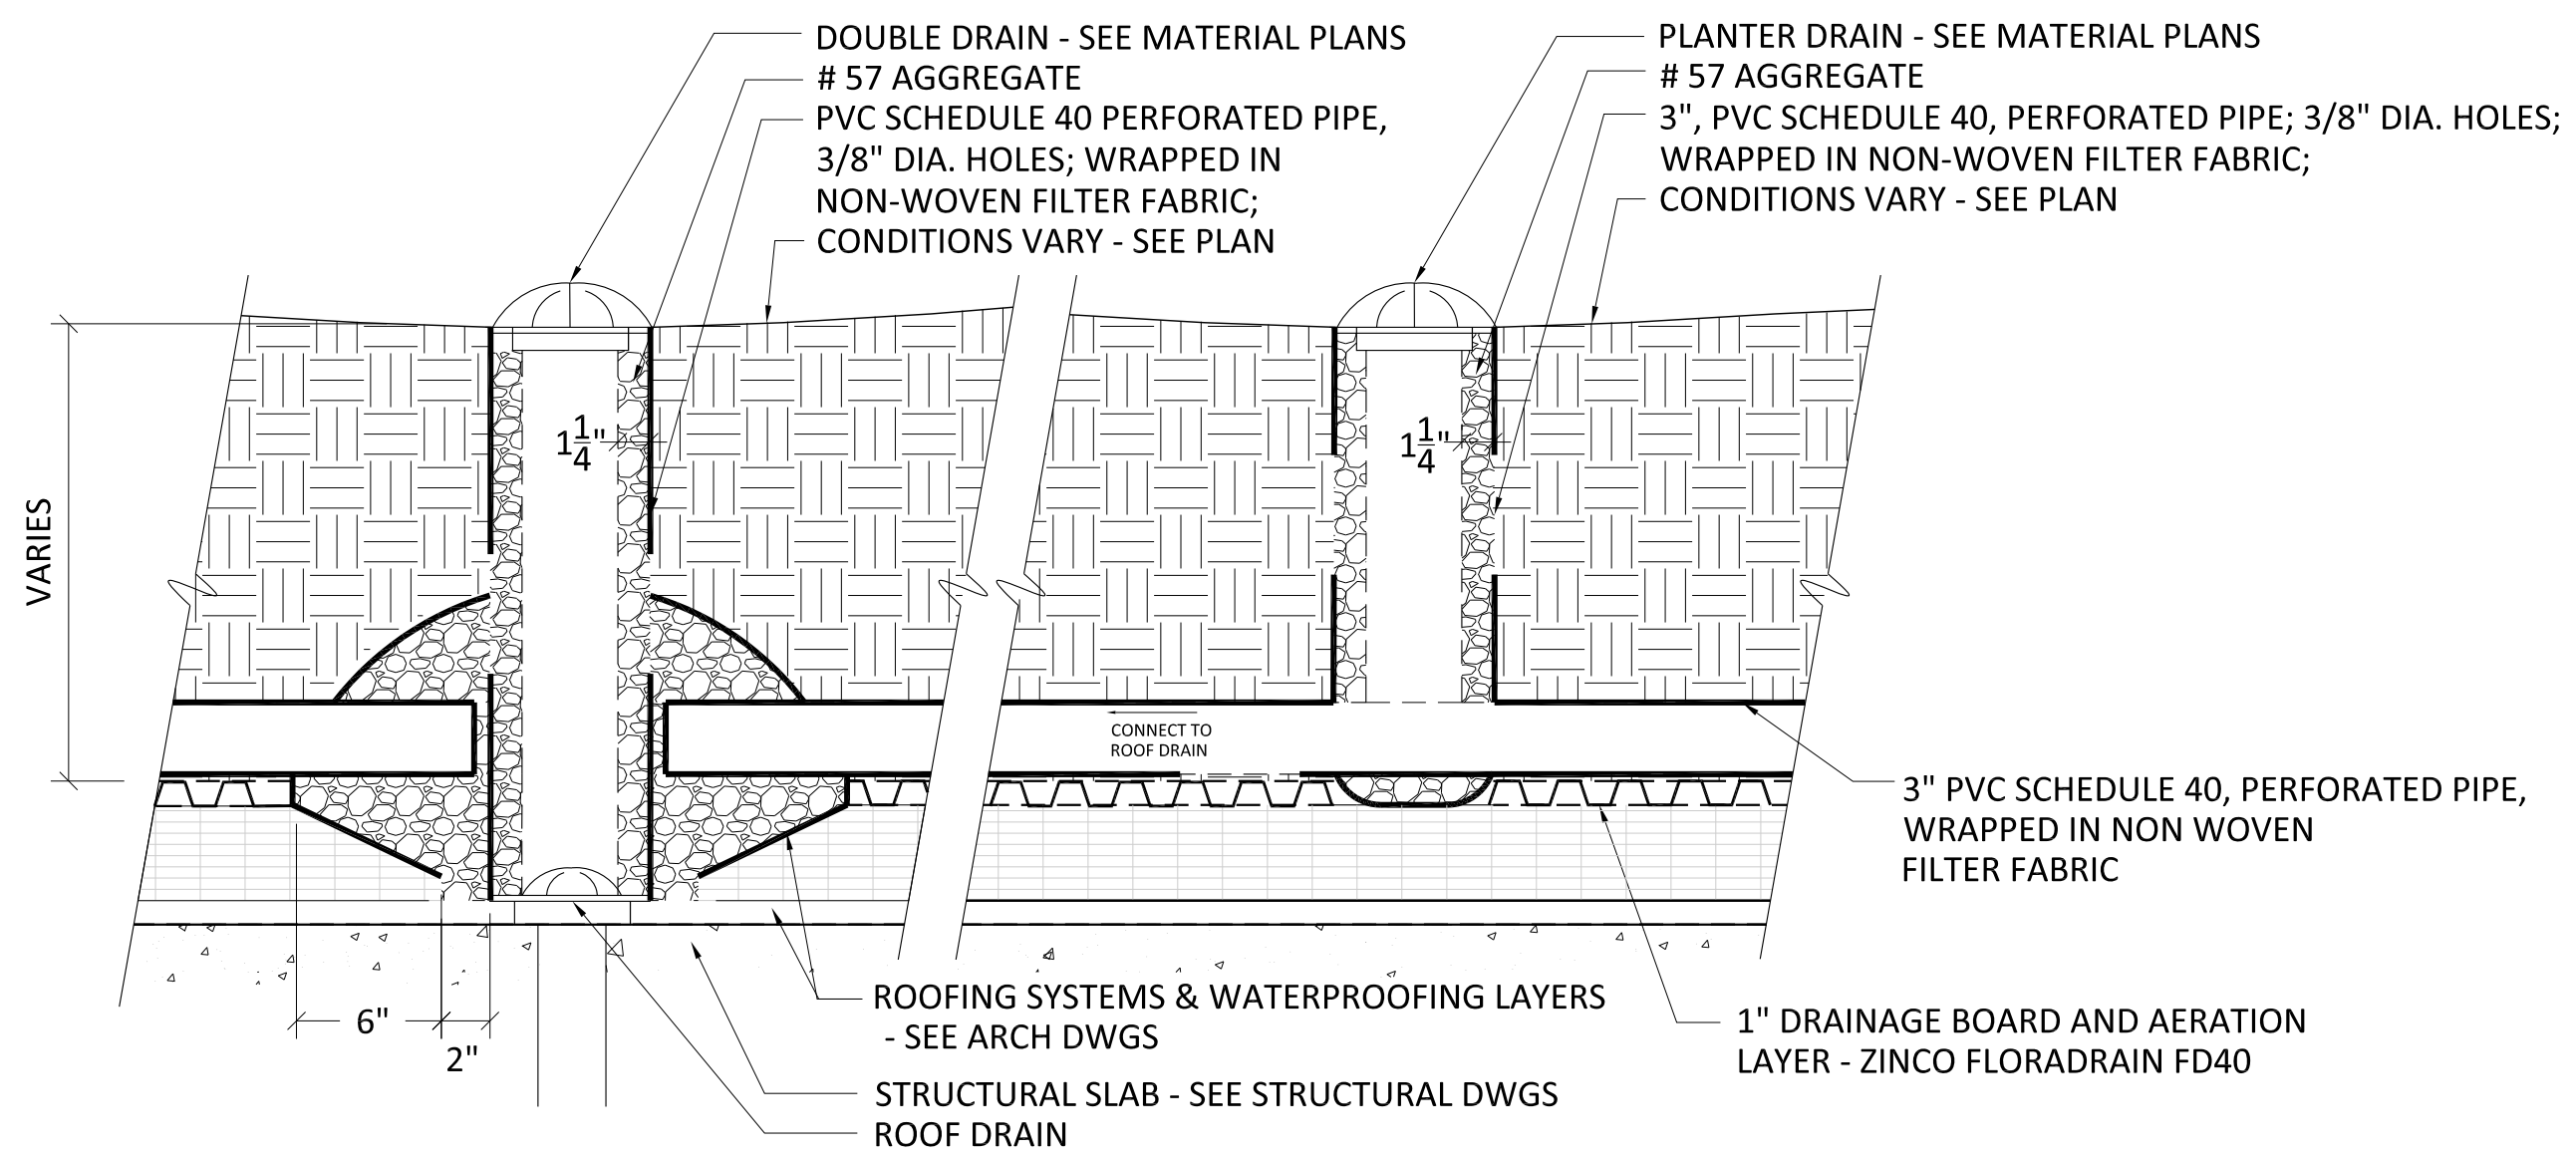 DOUBLE DRAIN - SEE MATERIAL PLANS
# 57 AGGREGATE
PVC SCHEDULE 40 PERFORATED PIPE,
3/8" DIA. HOLES; WRAPPED IN
NON-WOVEN FILTER FABRIC;
CONDITIONS VARY - SEE PLAN
PLANTER DRAIN - SEE MATERIAL PLANS
# 57 AGGREGATE
3", PVC SCHEDULE 40, PERFORATED PIPE; 3/8" DIA. HOLES;
WRAPPED IN NON-WOVEN FILTER FABRIC;
CONDITIONS VARY - SEE PLAN
1 1/4"
1 1/4"
VARIES
CONNECT TO
ROOF DRAIN
3" PVC SCHEDULE 40, PERFORATED PIPE,
WRAPPED IN NON WOVEN
FILTER FABRIC
6"
2"
ROOFING SYSTEMS & WATERPROOFING LAYERS
- SEE ARCH DWGS
1" DRAINAGE BOARD AND AERATION
LAYER - ZINCO FLORADRAIN FD40
STRUCTURAL SLAB - SEE STRUCTURAL DWGS
ROOF DRAIN